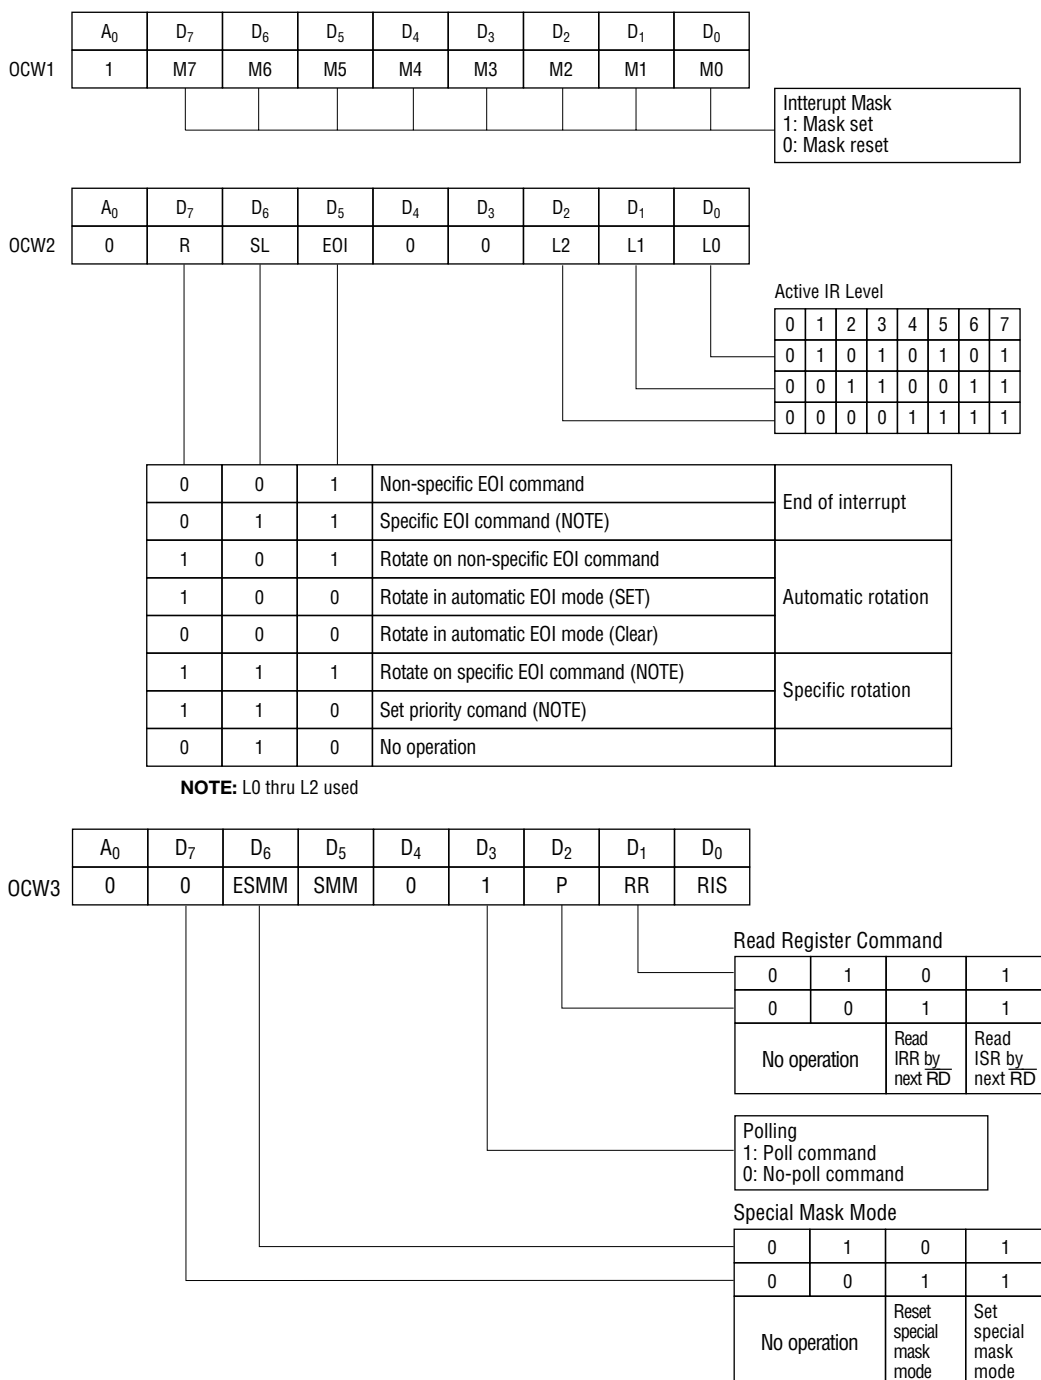 A0 D7 D6 D5 D4 D3 D2 D1 D0
OCW1 1 M7 M6 M5 M4 M3 M2 M1 M0
Intterupt Mask
1: Mask set
0: Mask reset
A0 D7 D6 D5 D4 D3 D2 D1 D0
OCW2 0 R SL EOI 0 0 L2 L1 L0
Active IR Level
0 1 2 3 4 5 6 7
0 1 0 1 0 1 0 1
0 0 1 1 0 0 1 1
0 0 0 0 1 1 1 1
0 0 1 Non-specific EOI command
End of interrupt
0 1 1 Specific EOI command (NOTE)
1 0 1 Rotate on non-specific EOI command
1 0 0 Rotate in automatic EOI mode (SET)
Automatic rotation
0 0 0 Rotate in automatic EOI mode (Clear)
1 1 1 Rotate on specific EOI command (NOTE)
Specific rotation
1 1 0 Set priority comand (NOTE)
0 1 0 No operation
NOTE: L0 thru L2 used
A0 D7 D6 D5 D4 D3 D2 D1 D0
OCW3 0 0 ESMM SMM 0 1 P RR RIS
Read Register Command
0 1 0 1
0 0 1 1
No operation
Read
IRR by
next RD
Read
ISR by
next RD
Polling
1: Poll command
0: No-poll command
Special Mask Mode
0 1 0 1
0 0 1 1
No operation
Reset
special
mask
mode
Set
special
mask
mode